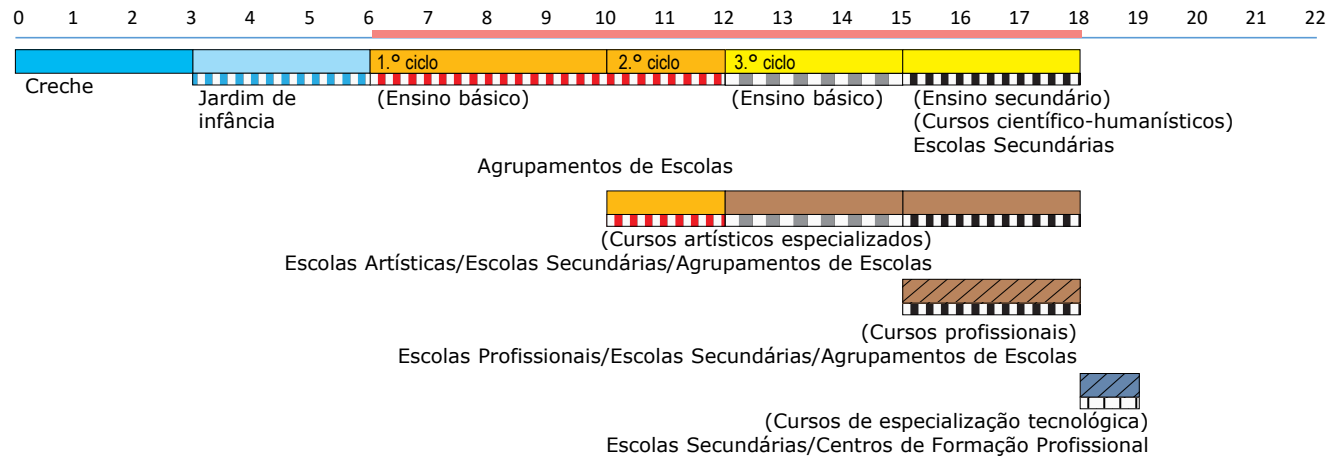 0 1 2 3 4 5 6 7 8 9 10 11 12 13 14 15 16 17 18 19 20 21 22
1.º ciclo 2.º ciclo 3.º ciclo
Creche
Jardim de
infância
(Ensino básico)
(Ensino básico)
(Ensino secundário)
(Cursos científico-humanísticos)
Escolas Secundárias
Agrupamentos de Escolas
(Cursos artísticos especializados)
Escolas Artísticas/Escolas Secundárias/Agrupamentos de Escolas
(Cursos profissionais)
Escolas Profissionais/Escolas Secundárias/Agrupamentos de Escolas
(Cursos de especialização tecnológica)
Escolas Secundárias/Centros de Formação Profissional